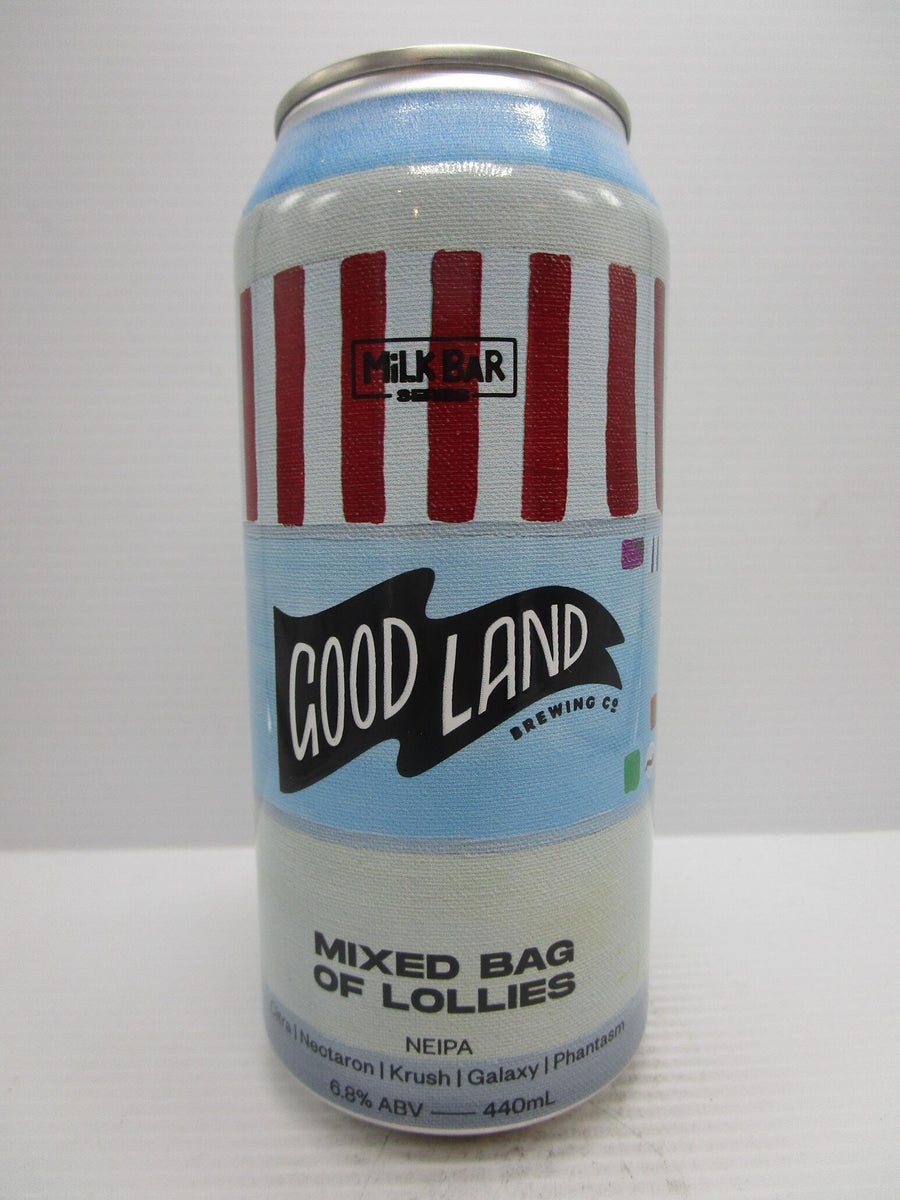 MiLK BAR
SERIES
GOOD LAND
BREWING Co
MIXED BAG
OF LOLLIES
NEIPA
Citra | Nectaron | Krush | Galaxy | Phantasm
6.8% ABV — 440mL